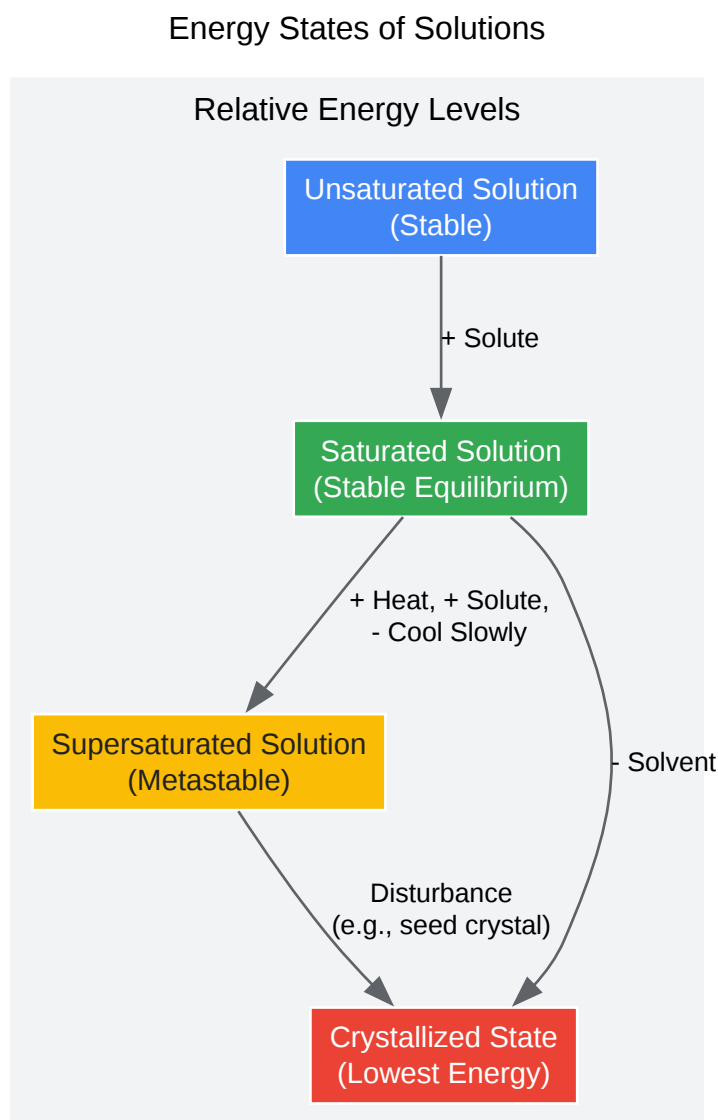 Energy States of Solutions
Relative Energy Levels
Unsaturated Solution
(Stable)
+ Solute
Saturated Solution
(Stable Equilibrium)
+ Heat, + Solute,
- Cool Slowly
Supersaturated Solution
(Metastable)
- Solvent
Disturbance
(e.g., seed crystal)
Crystallized State
(Lowest Energy)